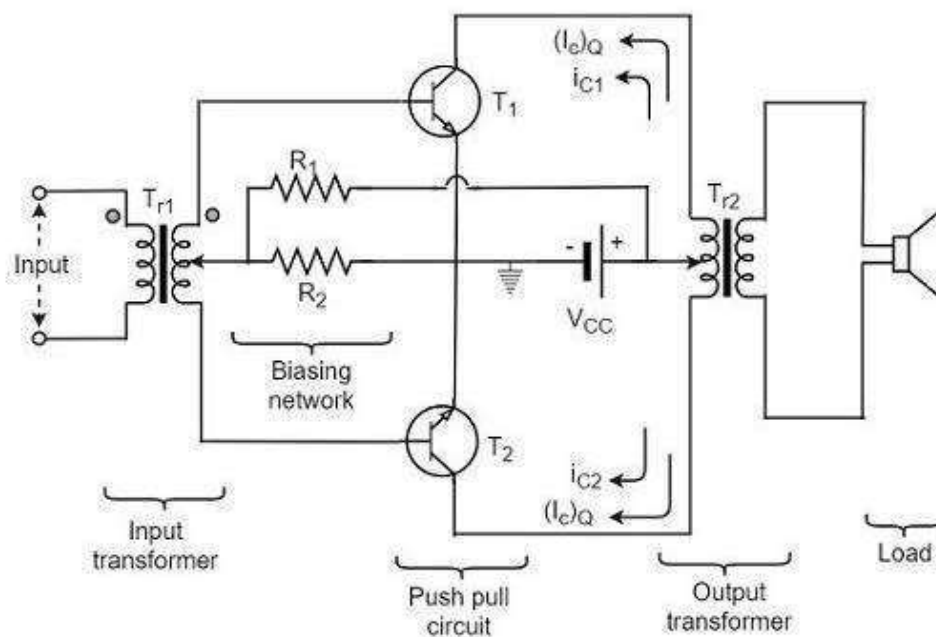 (Ic)Q
iC1
T1
R1
Tr1
Tr2
Input
- +
R2
VCC
Biasing
network
T2
iC2
(Ic)Q
Input
transformer
Push pull
circuit
Output
transformer
Load